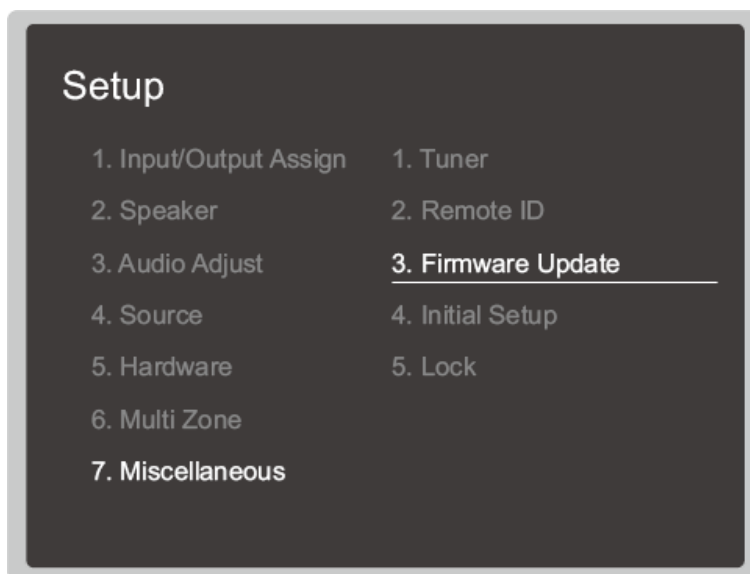 Setup
1. Input/Output Assign
2. Speaker
3. Audio Adjust
4. Source
5. Hardware
6. Multi Zone
7. Miscellaneous
1. Tuner
2. Remote ID
3. Firmware Update
4. Initial Setup
5. Lock